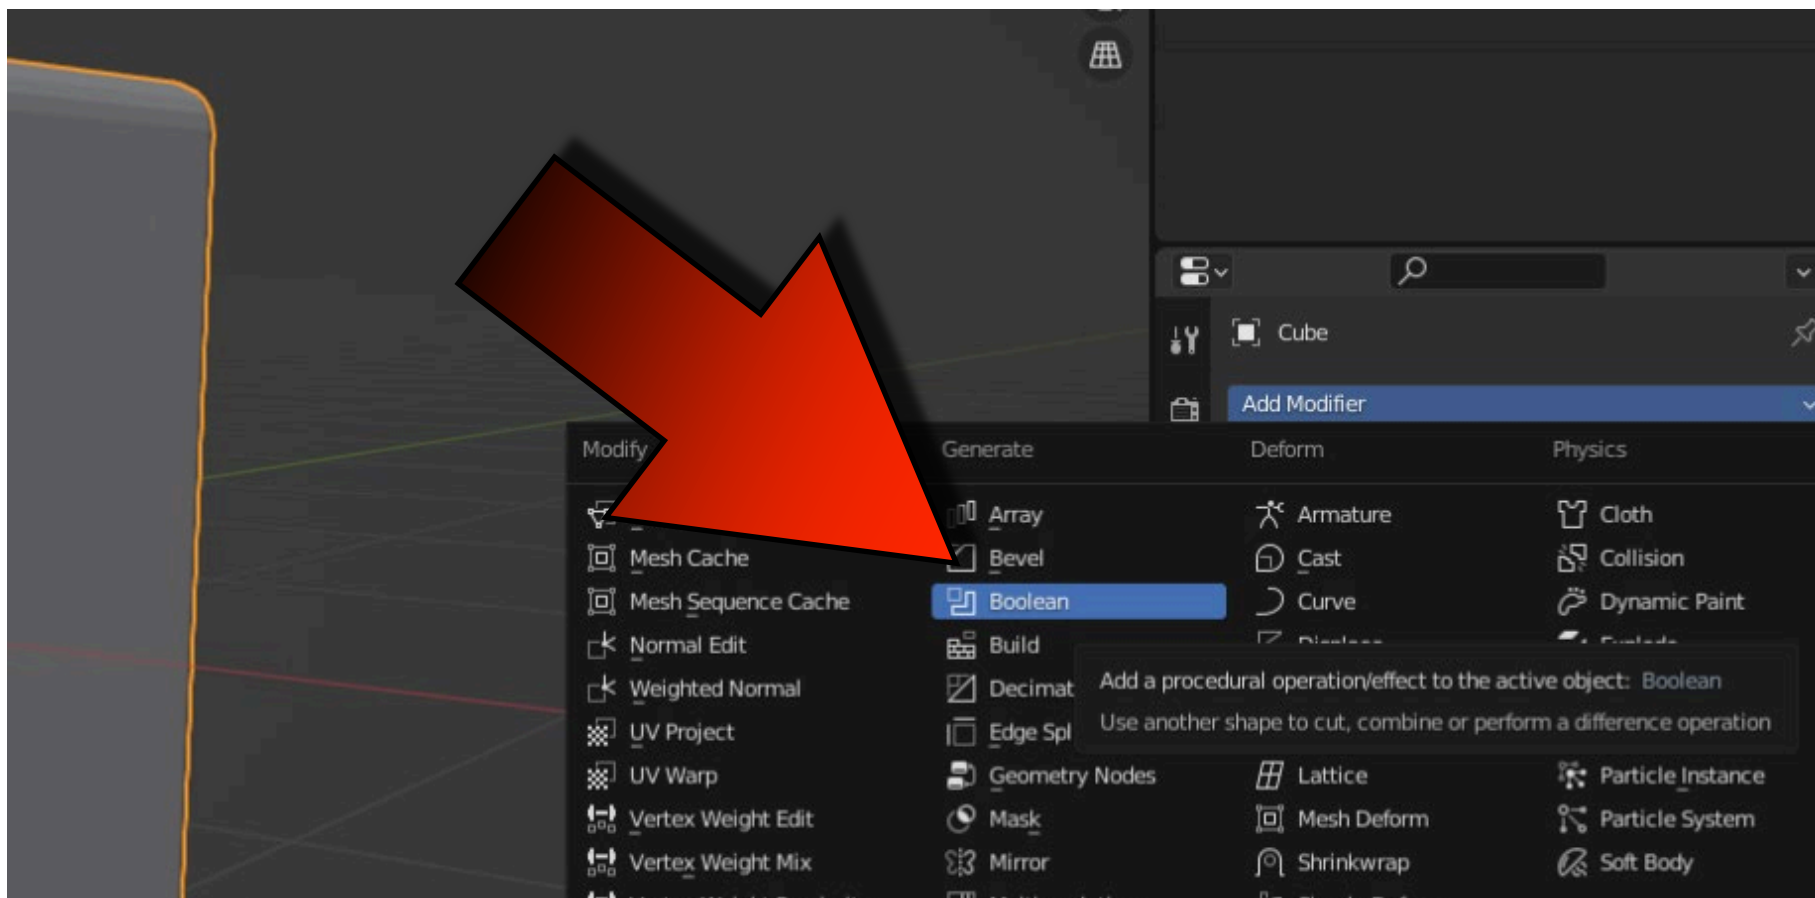 Cube
Add Modifier
Modify
Generate
Deform
Physics
Array
Armature
Cloth
Mesh Cache
Bevel
Cast
Collision
Mesh Sequence Cache
Boolean
Curve
Dynamic Paint
Normal Edit
Build
Weighted Normal
Decimat
Add a procedural operation/effect to the active object: Boolean
Use another shape to cut, combine or perform a difference operation
UV Project
Edge Spl
UV Warp
Geometry Nodes
Lattice
Particle Instance
Vertex Weight Edit
Mask
Mesh Deform
Particle System
Vertex Weight Mix
Mirror
Shrinkwrap
Soft Body